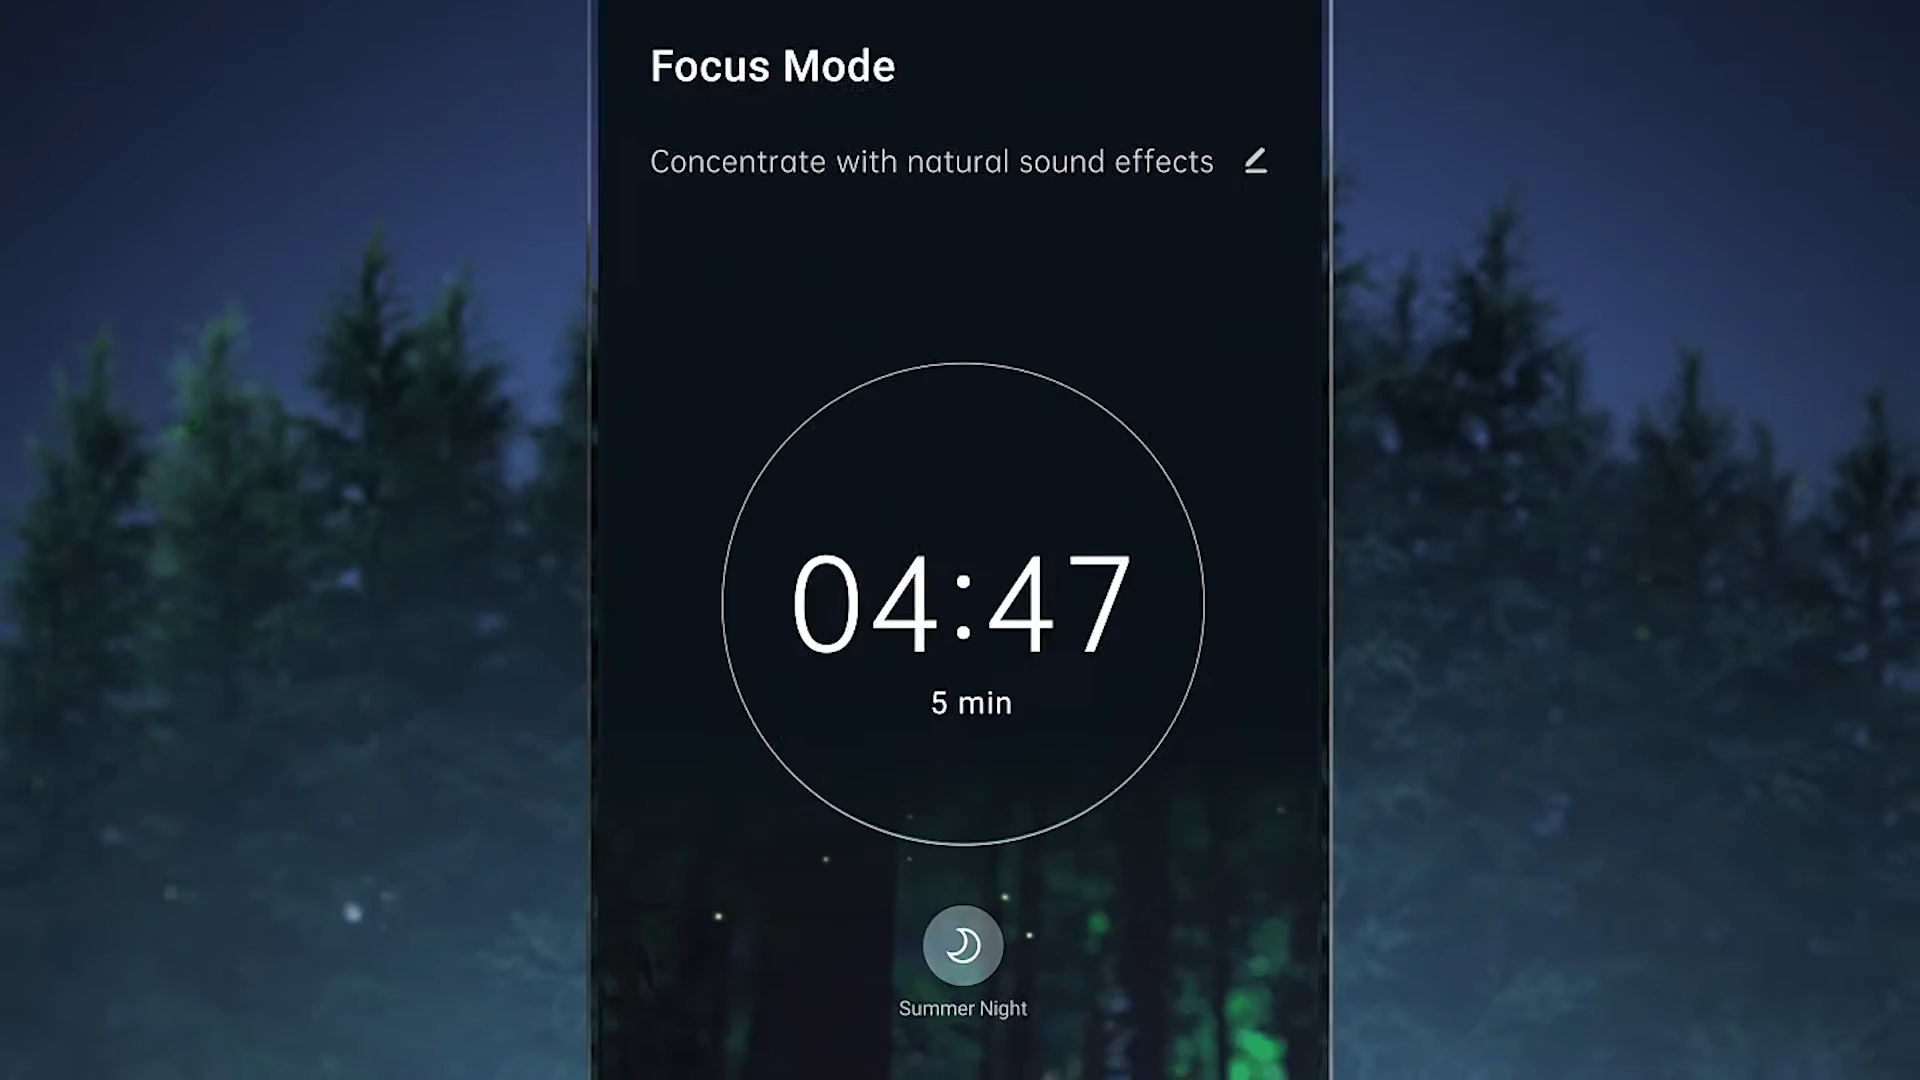 Focus Mode
Concentrate with natural sound effects
04:47
5 min
Summer Night